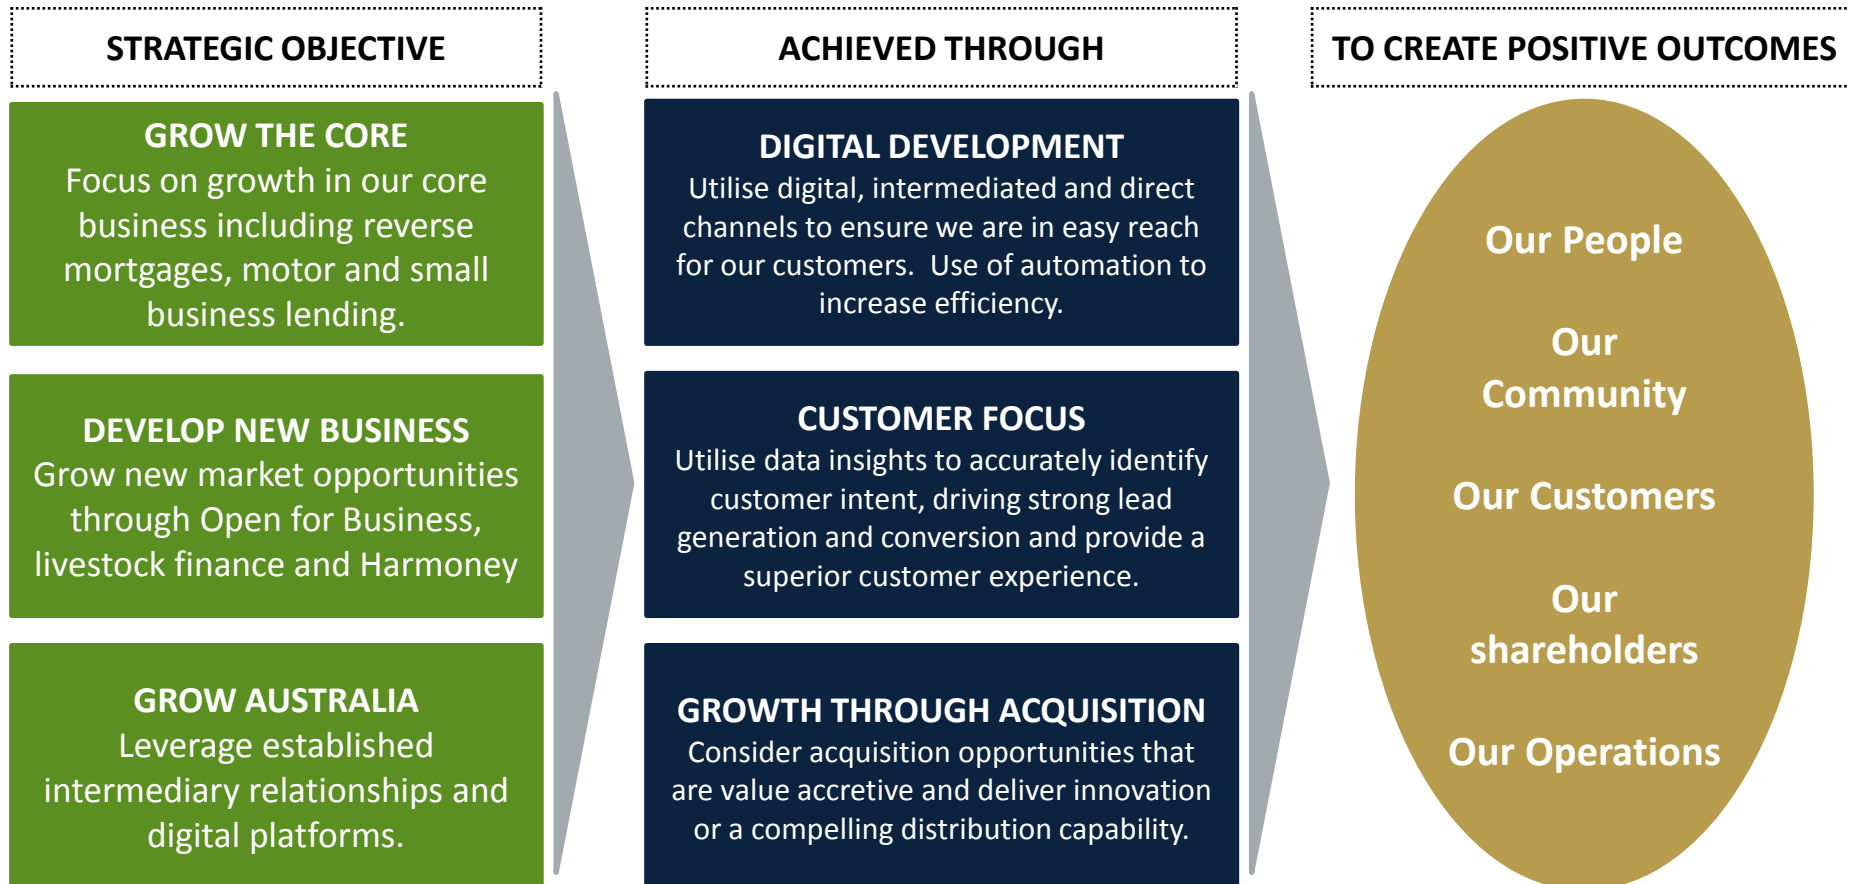 STRATEGIC OBJECTIVE
GROW THE CORE
Focus on growth in our core
business including reverse
mortgages, motor and small
business lending.
DEVELOP NEW BUSINESS
Grow new market opportunities
through Open for Business,
livestock finance and Harmoney
GROW AUSTRALIA
Leverage established
intermediary relationships and
digital platforms.
ACHIEVED THROUGH
DIGITAL DEVELOPMENT
Utilise digital, intermediated and direct
channels to ensure we are in easy reach
for our customers.  Use of automation to
increase efficiency.
CUSTOMER FOCUS
Utilise data insights to accurately identify
customer intent, driving strong lead
generation and conversion and provide a
superior customer experience.
GROWTH THROUGH ACQUISITION
Consider acquisition opportunities that
are value accretive and deliver innovation
or a compelling distribution capability.
TO CREATE POSITIVE OUTCOMES
Our People
Our
Community
Our Customers
Our
shareholders
Our Operations